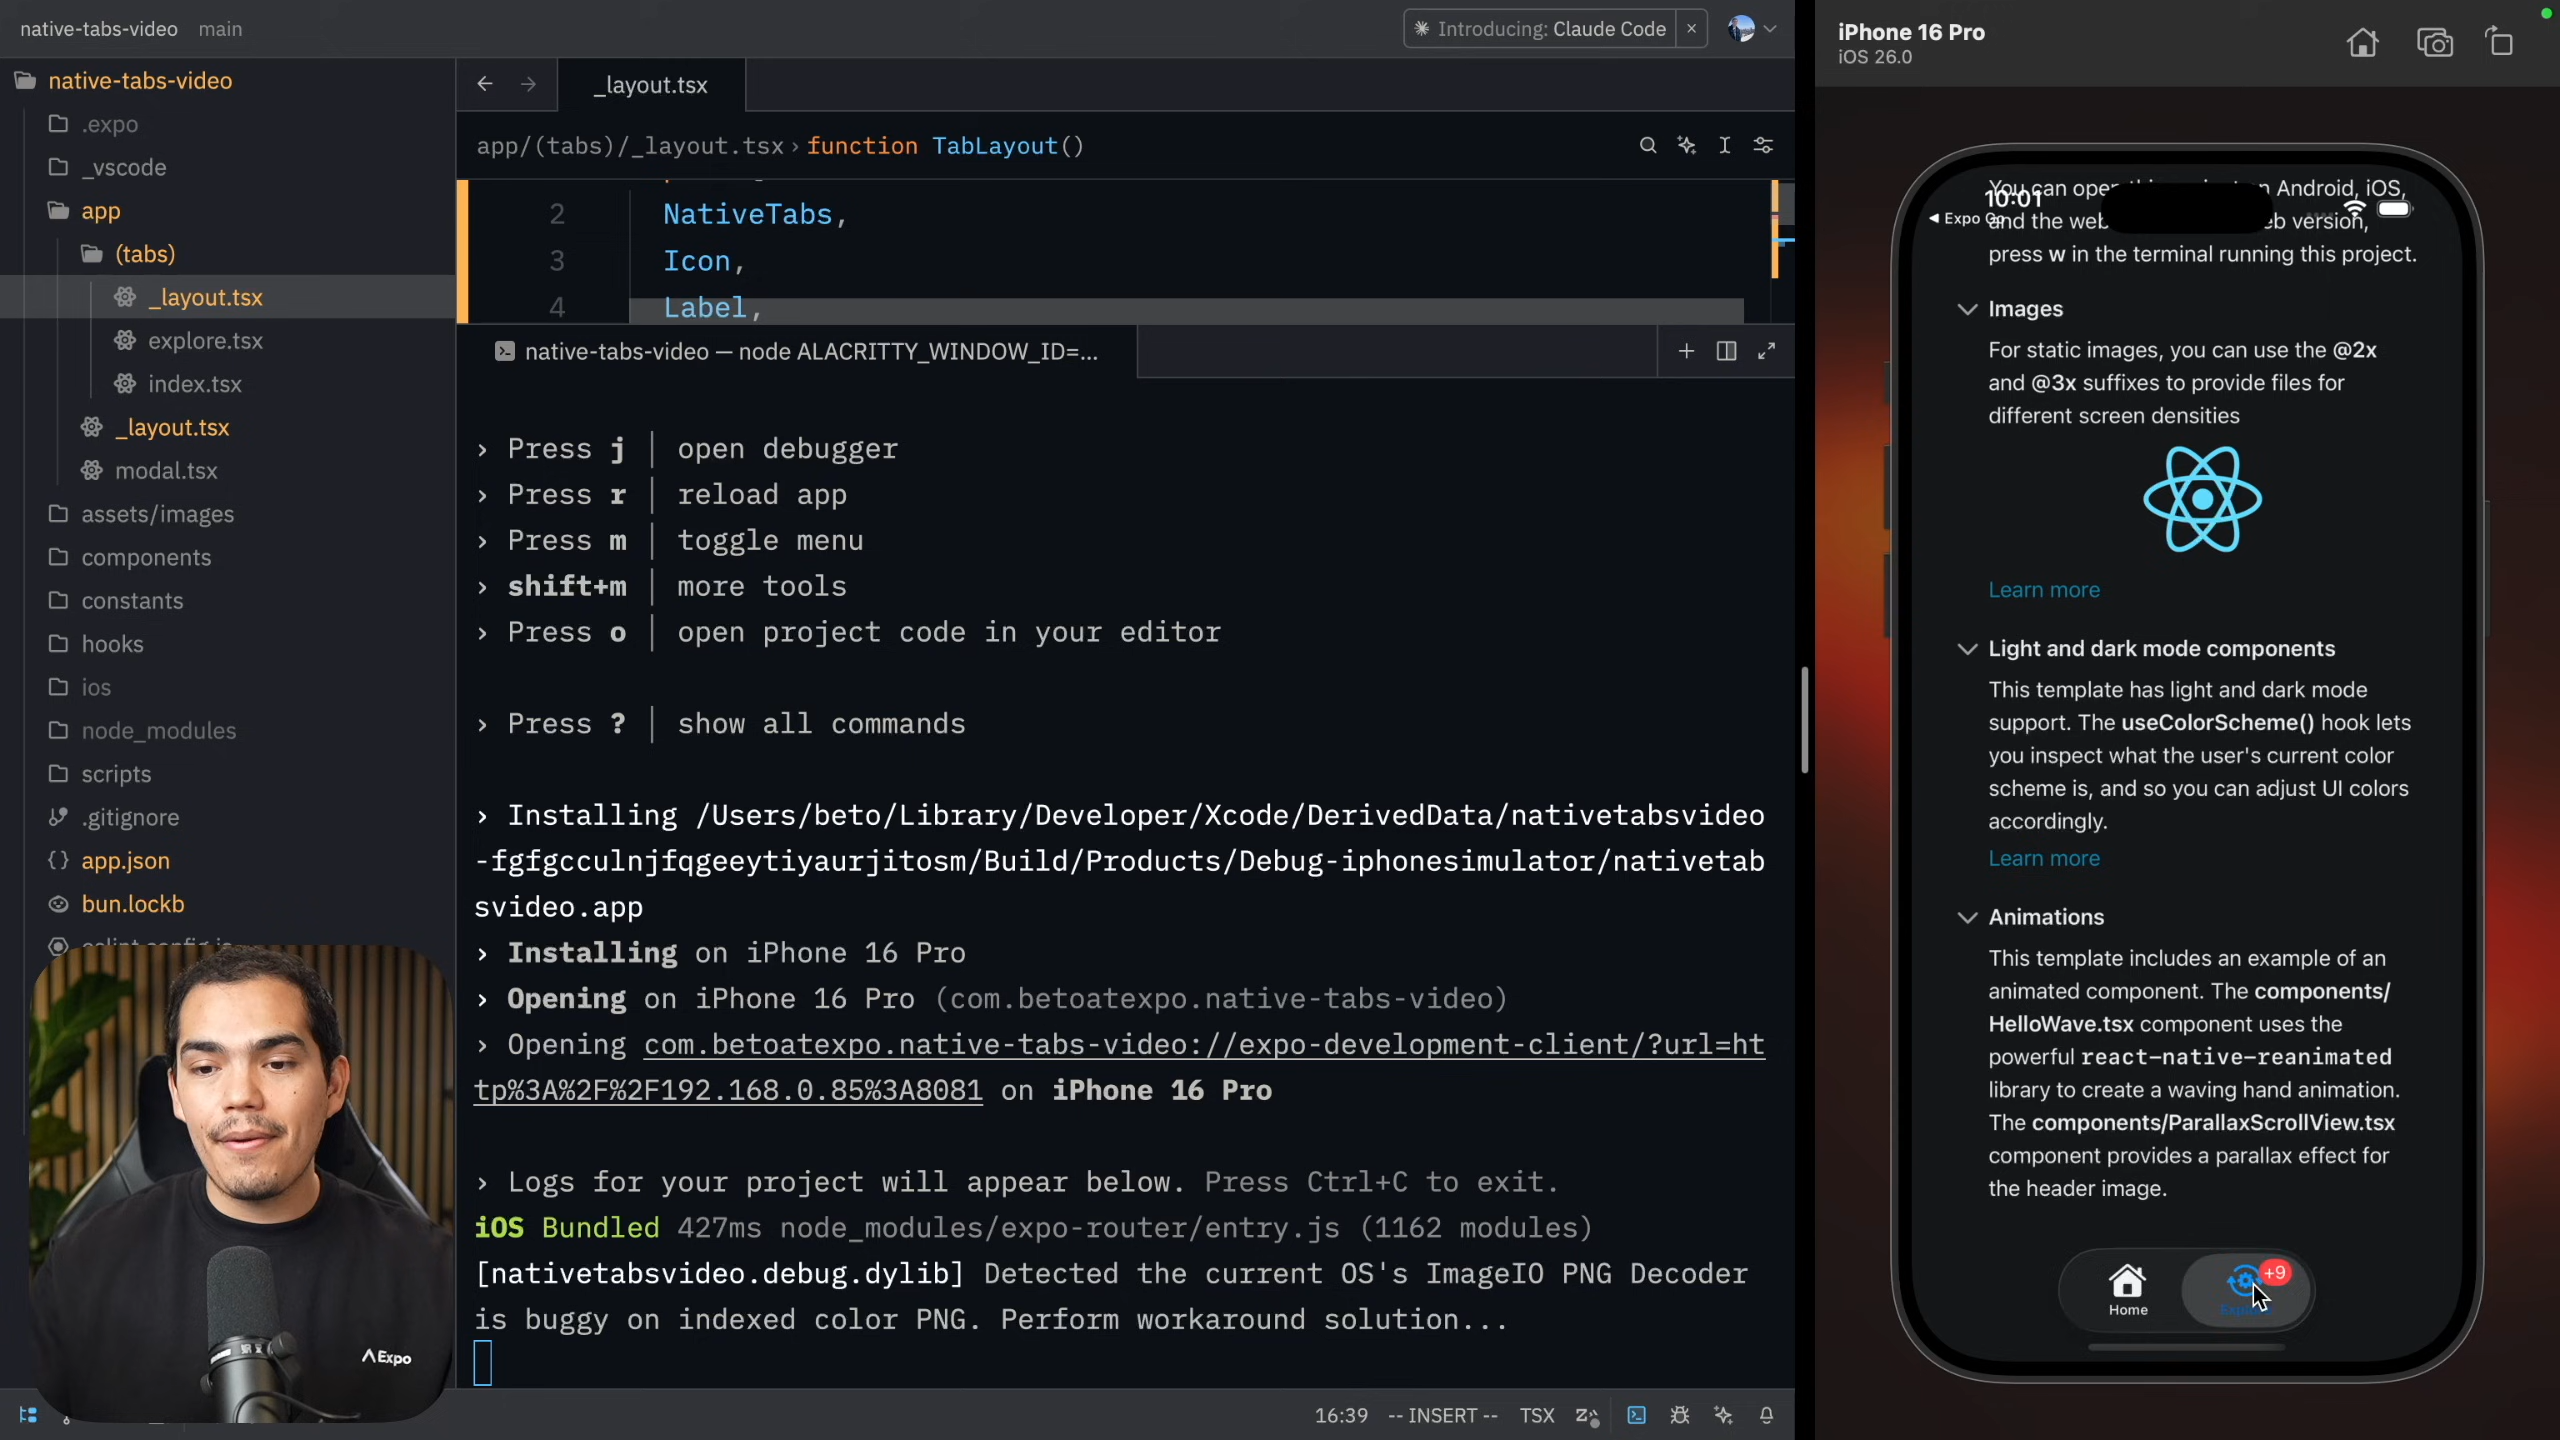 native-tabs-video main
Introducing: Claude Code
native-tabs-video
.expo
_vscode
app
(tabs)
_layout.tsx
explore.tsx
index.tsx
_layout.tsx
modal.tsx
assets/images
components
constants
hooks
ios
node_modules
scripts
.gitignore
app.json
bun.lockb
Expo
_layout.tsx
app/(tabs)/_layout.tsx › function TabLayout()
2 NativeTabs,
3 Icon,
4 Label,
native-tabs-video — node ALACRITTY_WINDOW_ID=...
› Press j │ open debugger
› Press r │ reload app
› Press m │ toggle menu
› shift+m │ more tools
› Press o │ open project code in your editor
› Press ? │ show all commands
› Installing /Users/beto/Library/Developer/Xcode/DerivedData/nativetabsvideo
-fgfgcculnjfqgeeytiyaurjitosm/Build/Products/Debug-iphonesimulator/nativetab
svideo.app
› Installing on iPhone 16 Pro
› Opening on iPhone 16 Pro (com.betoatexpo.native-tabs-video)
› Opening com.betoatexpo.native-tabs-video://expo-development-client/?url=ht
tp%3A%2F%2F192.168.0.85%3A8081 on iPhone 16 Pro
› Logs for your project will appear below. Press Ctrl+C to exit.
iOS Bundled 427ms node_modules/expo-router/entry.js (1162 modules)
[nativetabsvideo.debug.dylib] Detected the current OS's ImageIO PNG Decoder
is buggy on indexed color PNG. Perform workaround solution...
16:39 -- INSERT -- TSX
iPhone 16 Pro
iOS 26.0
10:01
Expo Go
You can open Android, iOS,
and the web version,
press w in the terminal running this project.
Images
For static images, you can use the @2x
and @3x suffixes to provide files for
different screen densities
Learn more
Light and dark mode components
This template has light and dark mode
support. The useColorScheme() hook lets
you inspect what the user's current color
scheme is, and so you can adjust UI colors
accordingly.
Learn more
Animations
This template includes an example of an
animated component. The components/
HelloWave.tsx component uses the
powerful react-native-reanimated
library to create a waving hand animation.
The components/ParallaxScrollView.tsx
component provides a parallax effect for
the header image.
+9
Home